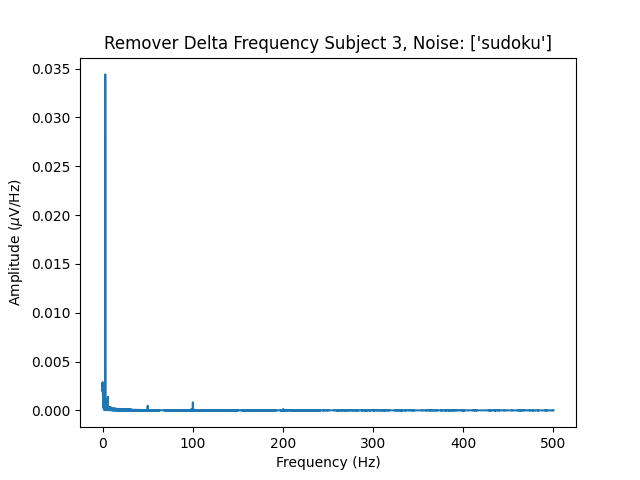 Remover Delta Frequency Subject 3, Noise: ['sudoku']
0.035
0.030
0.025
0.020
0.015
0.010
0.005
0.000
Amplitude (μV/Hz)
0 100 200 300 400 500
Frequency (Hz)